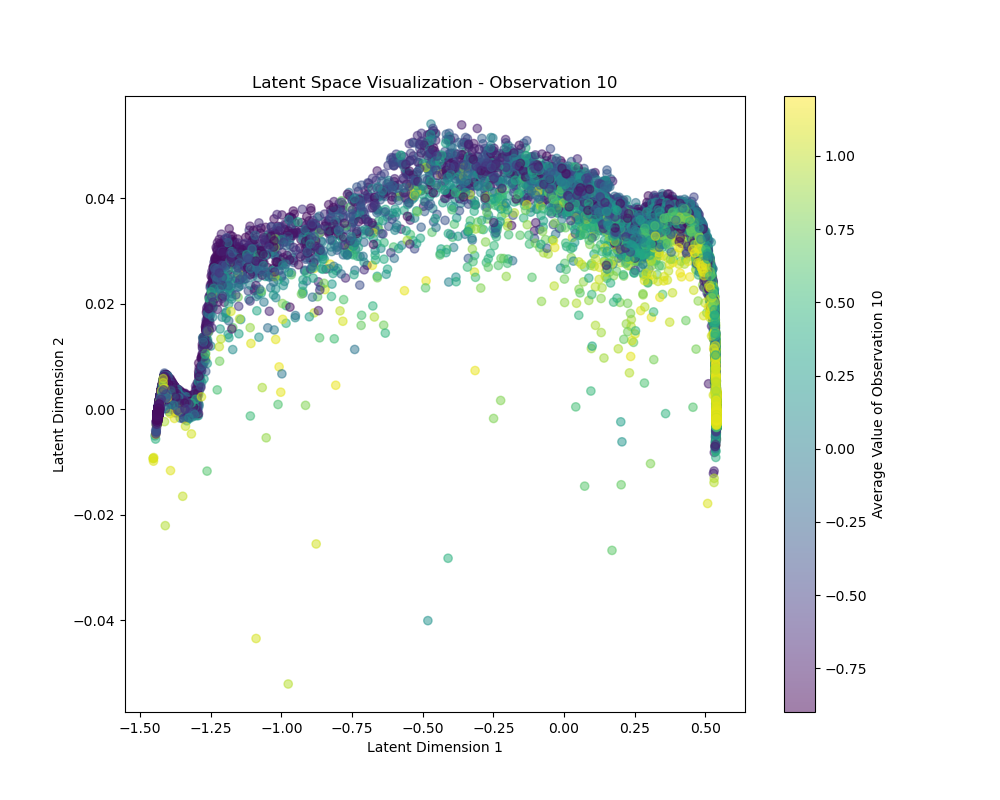 Latent Space Visualization - Observation 10
Latent Dimension 2
0.04
0.02
0.00
−0.02
−0.04
−1.50 −1.25 −1.00 −0.75 −0.50 −0.25 0.00 0.25 0.50
Latent Dimension 1
1.00
0.75
0.50
0.25
0.00
−0.25
−0.50
−0.75
Average Value of Observation 10